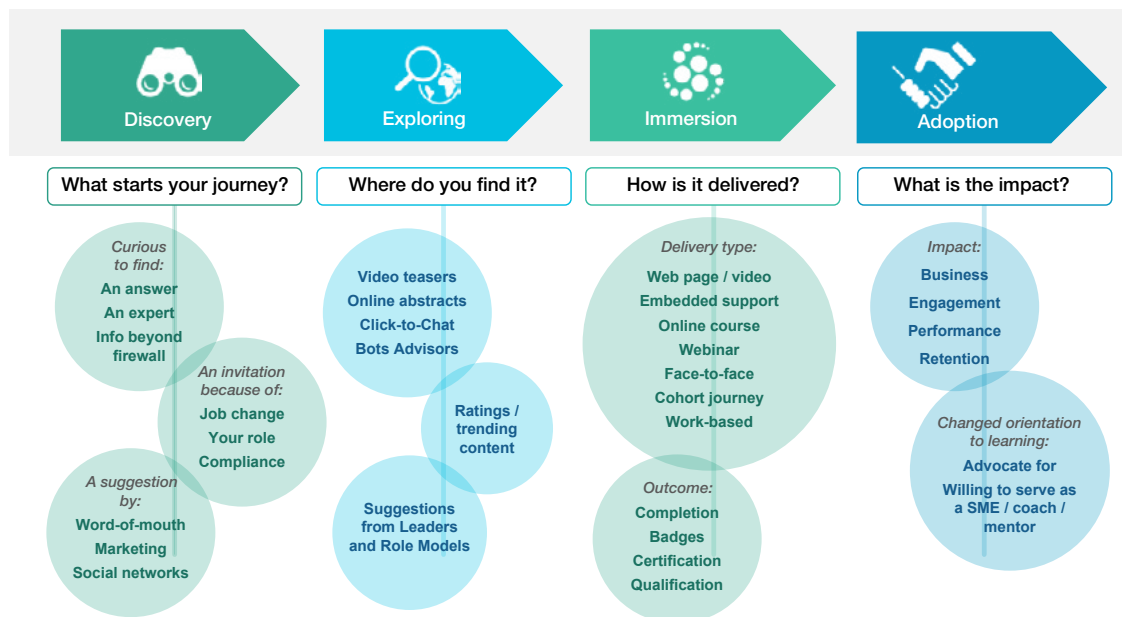 Discovery
Exploring
Immersion
Adoption
What starts your journey?
Where do you find it?
How is it delivered?
What is the impact?
Curious
to find:
An answer
An expert
Info beyond
firewall
An invitation
because of:
Job change
Your role
Compliance
A suggestion
by:
Word-of-mouth
Marketing
Social networks
Video teasers
Online abstracts
Click-to-Chat
Bots Advisors
Ratings /
trending
content
Suggestions
from Leaders
and Role Models
Delivery type:
Web page / video
Embedded support
Online course
Webinar
Face-to-face
Cohort journey
Work-based
Outcome:
Completion
Badges
Certification
Qualification
Impact:
Business
Engagement
Performance
Retention
Changed orientation
to learning:
Advocate for
Willing to serve as
a SME / coach /
mentor